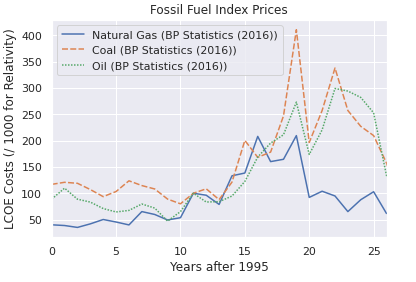 Fossil Fuel Index Prices
LCOE Costs (/ 1000 for Relativity)
400
350
300
250
200
150
100
50
Natural Gas (BP Statistics (2016))
Coal (BP Statistics (2016))
Oil (BP Statistics (2016))
0 5 10 15 20 25
Years after 1995